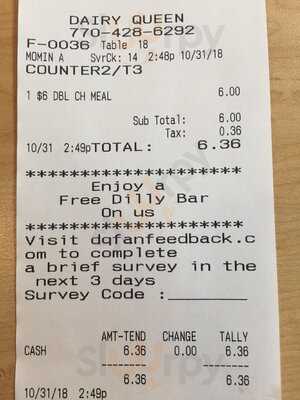 DAIRY QUEEN
770-428-6292
F-0036 Table 18
MOMIN A SvrCk: 14 2:48p 10/31/18
COUNTER2/T3
1 $6 DBL CH MEAL 6.00
Sub Total: 6.00
Tax: 0.36
10/31 2:49pTOTAL: 6.36
*********************
Enjoy a
Free Dilly Bar
On us
*********************
Visit dqfanfeedback.c
om to complete
a brief survey in the
next 3 days
Survey Code :________
AMT-TEND CHANGE TALLY
CASH 6.36 0.00 6.36
-------- --------
6.36 6.36
10/31/18 2:49p